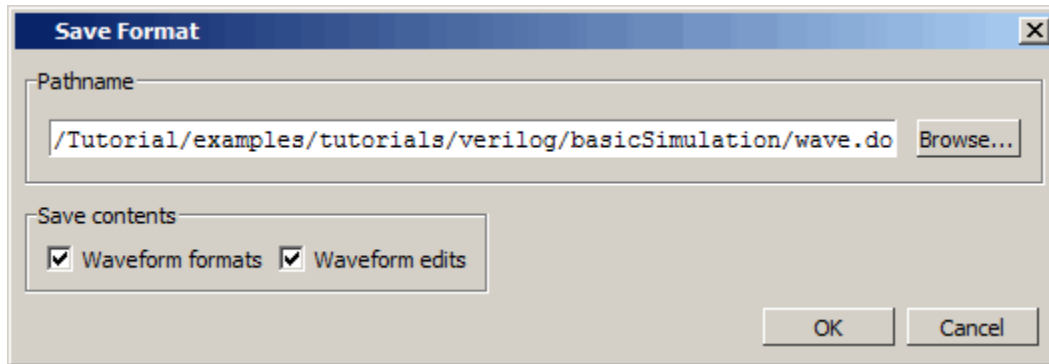 Save Format
Pathname
/Tutorial/examples/tutorials/verilog/basicSimulation/wave.do Browse...
Save contents
Waveform formats Waveform edits
OK Cancel